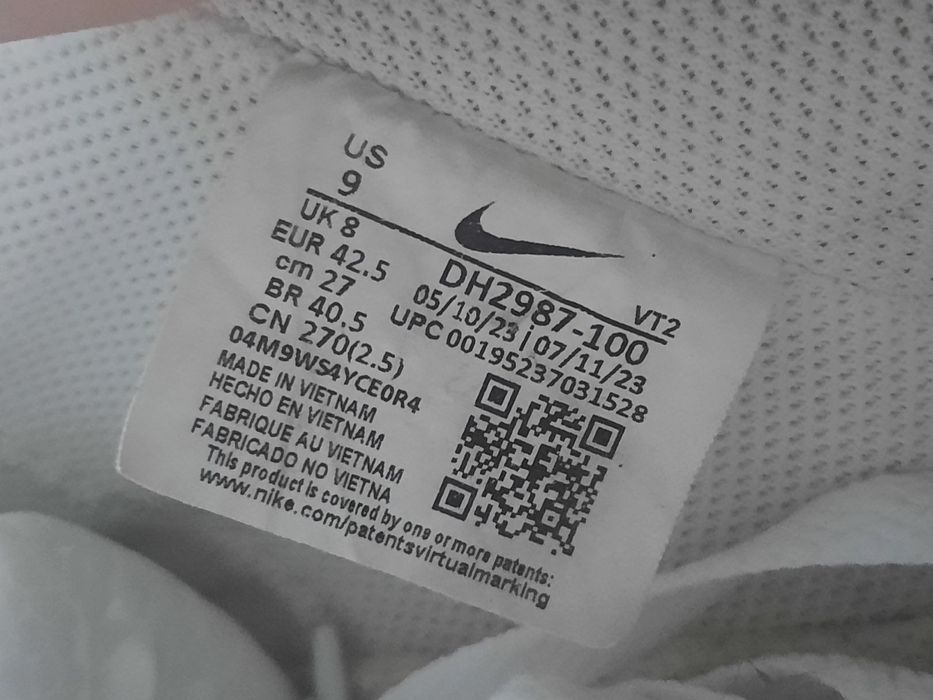 US
9
UK 8
EUR 42.5
cm 27
BR 40.5
CN 270(2.5)
04M9WS4YCE0R4
MADE IN VIETNAM
HECHO EN VIETNAM
FABRIQUE AU VIETNAM
FABRICADO NO VIETNA
This product is covered by one or more patents:
www.nike.com/patentsvirtualmarking
VT2
DH2987-100
05/10/23 | 07/11/23
UPC 00195237031528